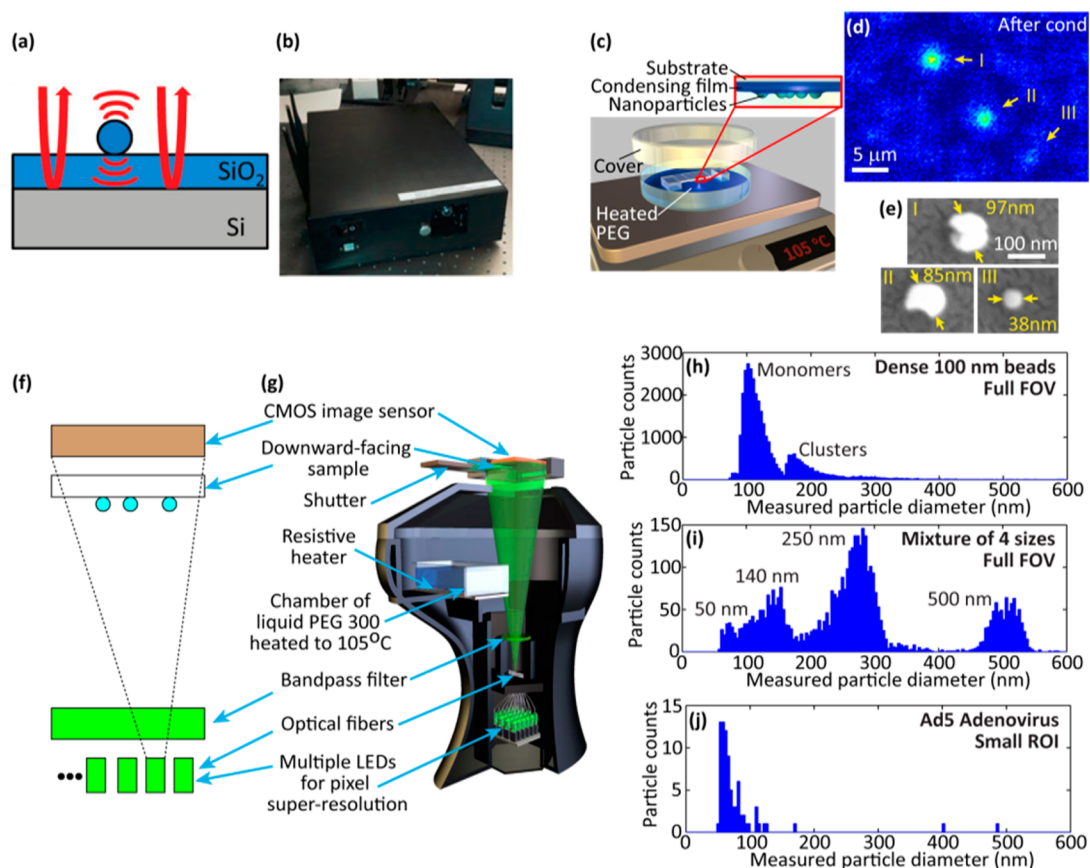 (a)
SiO2
Si
(b)
(c)
Substrate
Condensing film
Nanoparticles
Cover
Heated
PEG
105 °C
(d)
After cond
I
II
III
5 μm
(e)
I
97nm
100 nm
II
85nm
III
38nm
(f)
(g)
CMOS image sensor
Downward-facing
sample
Shutter
Resistive
heater
Chamber of
liquid PEG 300
heated to 105°C
Bandpass filter
Optical fibers
Multiple LEDs
for pixel
super-resolution
(h)
Dense 100 nm beads
Full FOV
Monomers
Clusters
Particle counts
3000
2000
1000
0
0 100 200 300 400 500 600
Measured particle diameter (nm)
(i)
Mixture of 4 sizes
Full FOV
50 nm
140 nm
250 nm
500 nm
Particle counts
150
100
50
0
0 100 200 300 400 500 600
Measured particle diameter (nm)
(j)
Ad5 Adenovirus
Small ROI
Particle counts
15
10
5
0
0 100 200 300 400 500 600
Measured particle diameter (nm)